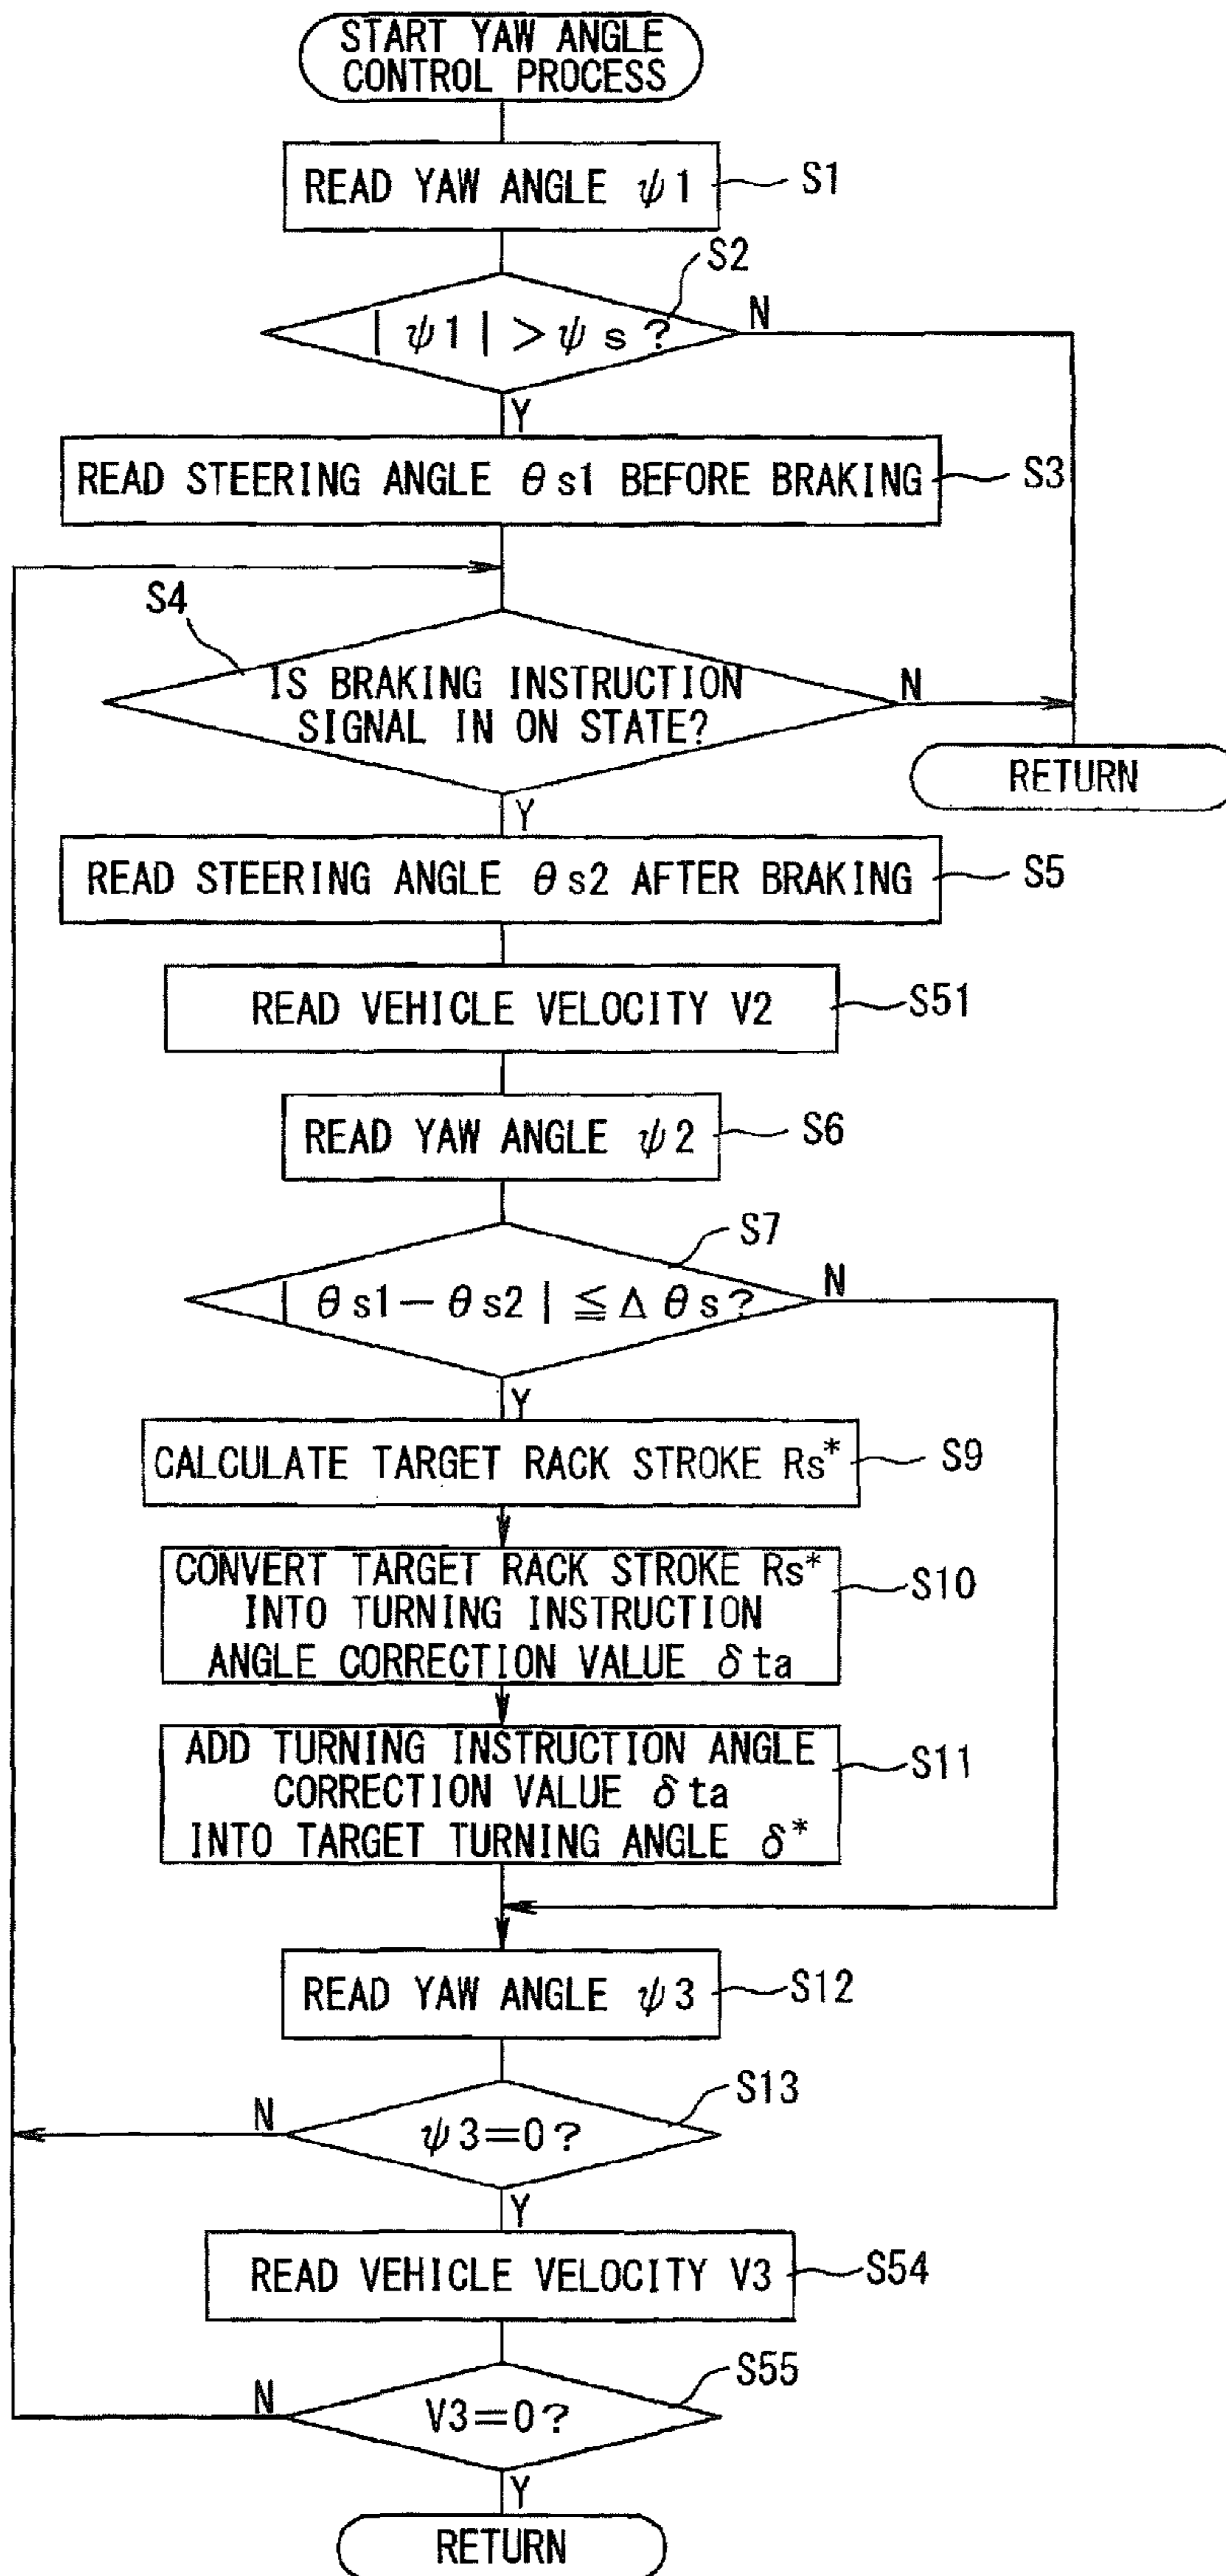 START YAW ANGLE
CONTROL PROCESS
READ YAW ANGLE ψ1
S1
S2
| ψ1 | > ψs ?
N
Y
READ STEERING ANGLE θs1 BEFORE BRAKING
S3
S4
IS BRAKING INSTRUCTION
SIGNAL IN ON STATE?
N
RETURN
Y
READ STEERING ANGLE θs2 AFTER BRAKING
S5
READ VEHICLE VELOCITY V2
S51
READ YAW ANGLE ψ2
S6
S7
| θs1 − θs2 | ≦ Δθs ?
N
Y
CALCULATE TARGET RACK STROKE Rs*
S9
CONVERT TARGET RACK STROKE Rs*
INTO TURNING INSTRUCTION
ANGLE CORRECTION VALUE δta
S10
ADD TURNING INSTRUCTION ANGLE
CORRECTION VALUE δta
INTO TARGET TURNING ANGLE δ*
S11
READ YAW ANGLE ψ3
S12
S13
N
ψ3=0?
Y
READ VEHICLE VELOCITY V3
S54
S55
N
V3=0?
Y
RETURN